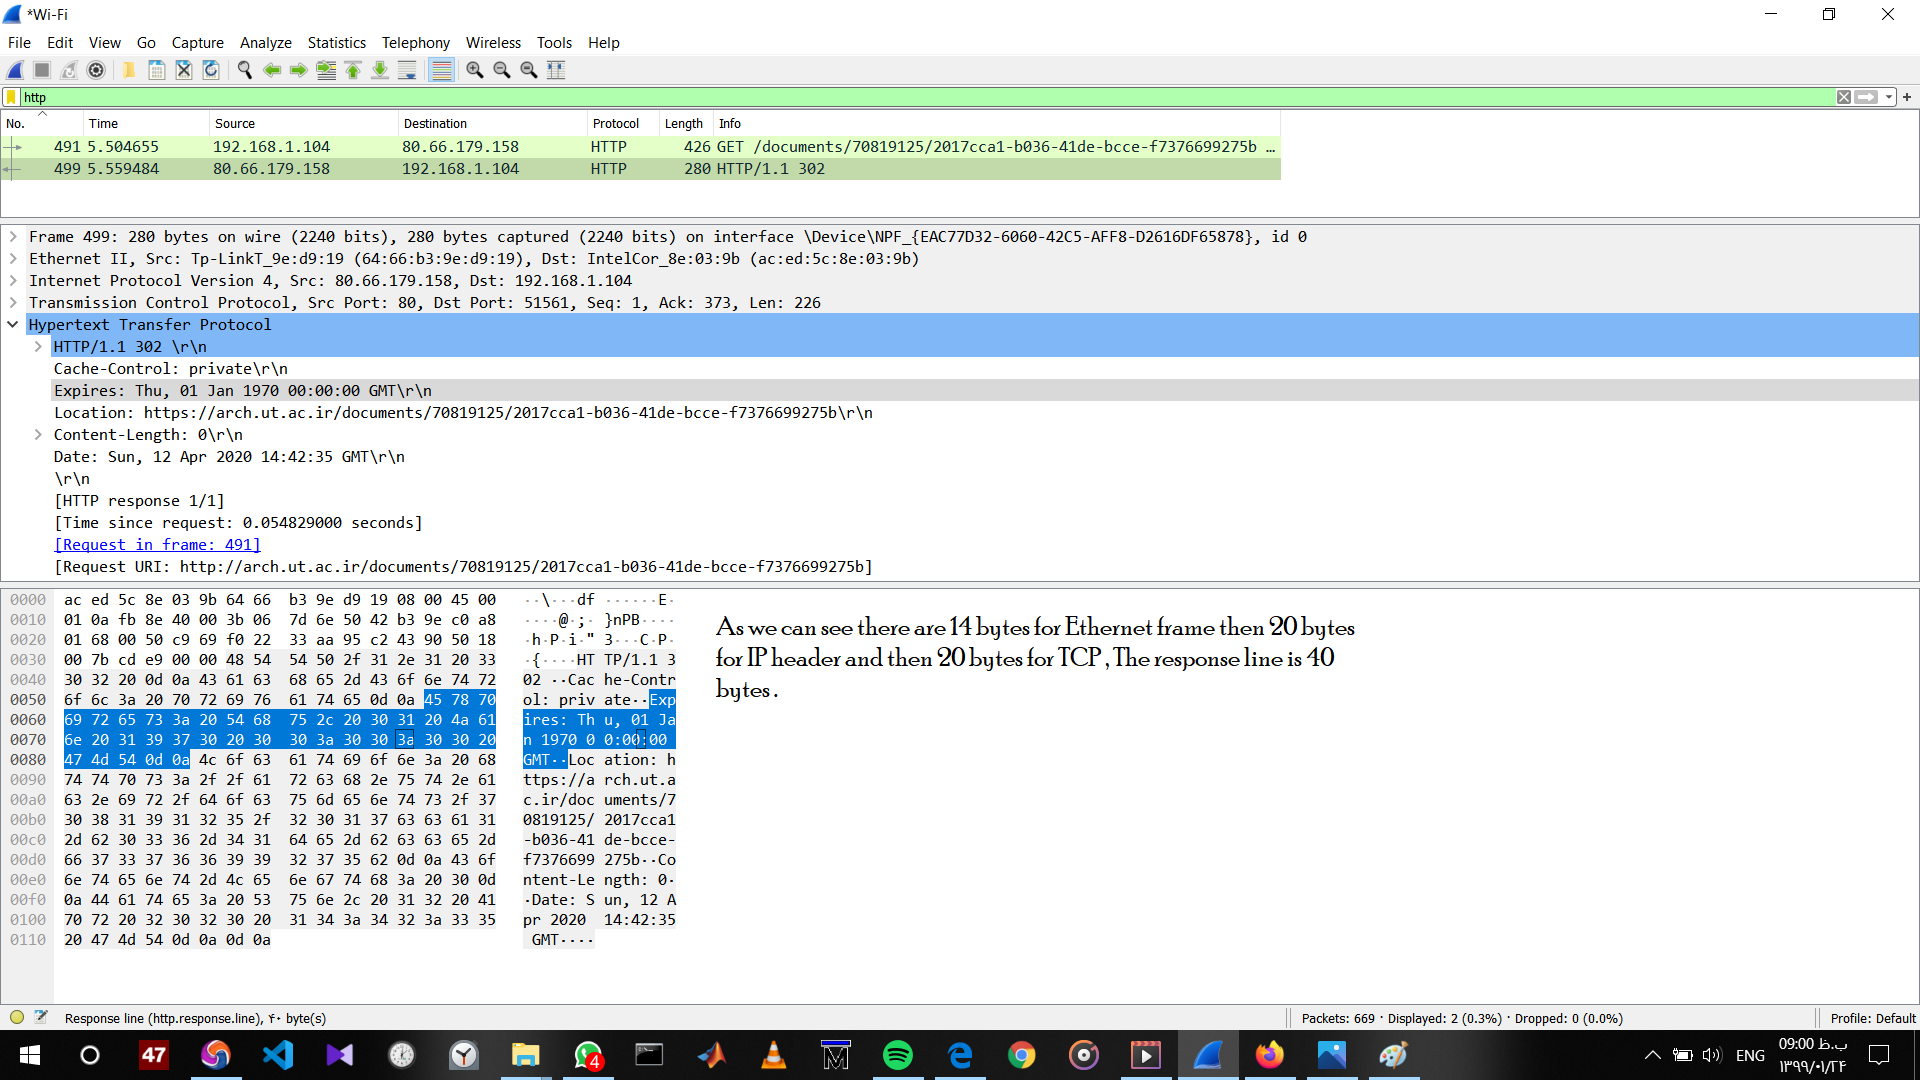 *Wi-Fi
File Edit View Go Capture Analyze Statistics Telephony Wireless Tools Help
http
No. Time Source Destination Protocol Length Info
491 5.504655 192.168.1.104 80.66.179.158 HTTP 426 GET /documents/70819125/2017cca1-b036-41de-bcce-f7376699275b …
499 5.559484 80.66.179.158 192.168.1.104 HTTP 280 HTTP/1.1 302
Frame 499: 280 bytes on wire (2240 bits), 280 bytes captured (2240 bits) on interface \Device\NPF_{EAC77D32-6060-42C5-AFF8-D2616DF65878}, id 0
Ethernet II, Src: Tp-LinkT_9e:d9:19 (64:66:b3:9e:d9:19), Dst: IntelCor_8e:03:9b (ac:ed:5c:8e:03:9b)
Internet Protocol Version 4, Src: 80.66.179.158, Dst: 192.168.1.104
Transmission Control Protocol, Src Port: 80, Dst Port: 51561, Seq: 1, Ack: 373, Len: 226
Hypertext Transfer Protocol
HTTP/1.1 302 \r\n
Cache-Control: private\r\n
Expires: Thu, 01 Jan 1970 00:00:00 GMT\r\n
Location: https://arch.ut.ac.ir/documents/70819125/2017cca1-b036-41de-bcce-f7376699275b\r\n
Content-Length: 0\r\n
Date: Sun, 12 Apr 2020 14:42:35 GMT\r\n
\r\n
[HTTP response 1/1]
[Time since request: 0.054829000 seconds]
[Request in frame: 491]
[Request URI: http://arch.ut.ac.ir/documents/70819125/2017cca1-b036-41de-bcce-f7376699275b]
0000 ac ed 5c 8e 03 9b 64 66 b3 9e d9 19 08 00 45 00 ··\···df ······E·
0010 01 0a fb 8e 40 00 3b 06 7d 6e 50 42 b3 9e c0 a8 ····@·;· }nPB····
0020 01 68 00 50 c9 69 f0 22 33 aa 95 c2 43 90 50 18 ·h·P·i·" 3···C·P·
0030 00 7b cd e9 00 00 48 54 54 50 2f 31 2e 31 20 33 ·{····HT TP/1.1 3
0040 30 32 20 0d 0a 43 61 63 68 65 2d 43 6f 6e 74 72 02 ··Cac he-Contr
0050 6f 6c 3a 20 70 72 69 76 61 74 65 0d 0a 45 78 70 ol: priv ate··Exp
0060 69 72 65 73 3a 20 54 68 75 2c 20 30 31 20 4a 61 ires: Th u, 01 Ja
0070 6e 20 31 39 37 30 20 30 30 3a 30 30 3a 30 30 20 n 1970 0 0:00:00
0080 47 4d 54 0d 0a 4c 6f 63 61 74 69 6f 6e 3a 20 68 GMT··Loc ation: h
0090 74 74 70 73 3a 2f 2f 61 72 63 68 2e 75 74 2e 61 ttps://a rch.ut.a
00a0 63 2e 69 72 2f 64 6f 63 75 6d 65 6e 74 73 2f 37 c.ir/doc uments/7
00b0 30 38 31 39 31 32 35 2f 32 30 31 37 63 63 61 31 0819125/ 2017cca1
00c0 2d 62 30 33 36 2d 34 31 64 65 2d 62 63 63 65 2d -b036-41 de-bcce-
00d0 66 37 33 37 36 36 39 39 32 37 35 62 0d 0a 43 6f f7376699 275b··Co
00e0 6e 74 65 6e 74 2d 4c 65 6e 67 74 68 3a 20 30 0d ntent-Le ngth: 0·
00f0 0a 44 61 74 65 3a 20 53 75 6e 2c 20 31 32 20 41 ·Date: S un, 12 A
0100 70 72 20 32 30 32 30 20 31 34 3a 34 32 3a 33 35 pr 2020 14:42:35
0110 20 47 4d 54 0d 0a 0d 0a GMT····
As we can see there are 14 bytes for Ethernet frame then 20 bytes
for IP header and then 20 bytes for TCP , The response line is 40
bytes .
Response line (http.response.line), ۴۰ byte(s)
Packets: 669 · Displayed: 2 (0.3%) · Dropped: 0 (0.0%)
Profile: Default
47
4
ENG
09:00 ب.ظ
۱۳۹۹/۰۱/۲۴